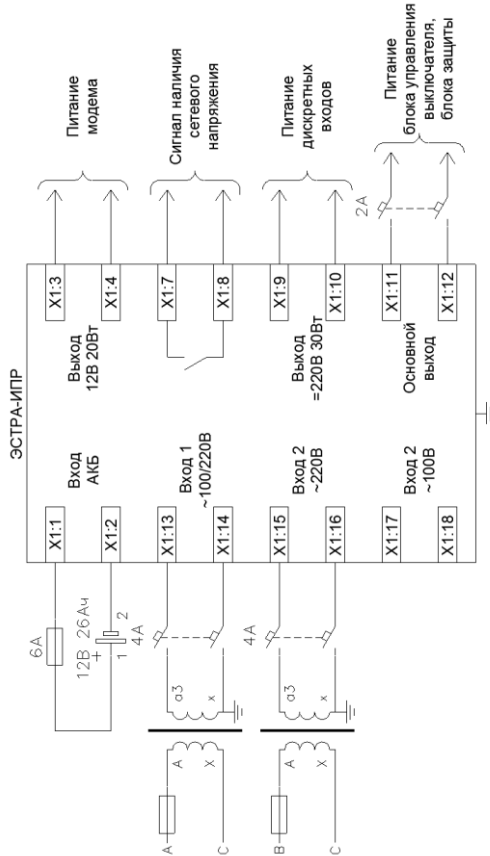 ЭСТРА-ИПР
6А
12В 26Ач
+
1
2
X1:1
X1:2
Вход
АКБ
Выход
12В 20Вт
X1:3
X1:4
Питание
модема
А
С
А
Х
а3
х
4А
X1:13
X1:14
Вход 1
~100/220В
X1:7
X1:8
Сигнал наличия
сетевого
напряжения
В
С
А
Х
а3
х
4А
X1:15
X1:16
Вход 2
~220В
Выход
=220В 30Вт
X1:9
X1:10
Питание
дискретных
входов
X1:17
X1:18
Вход 2
~100В
Основной
выход
X1:11
X1:12
2А
Питание
блока управления
выключателя,
блока защиты